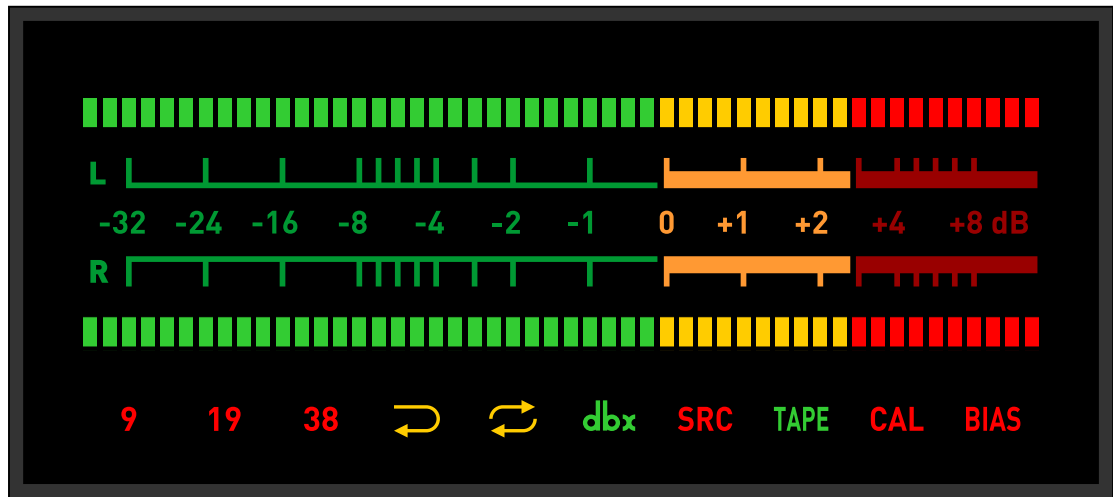 L
-32 -24 -16 -8 -4 -2 -1 0 +1 +2 +4 +8 dB
R
9 19 38 dbx SRC TAPE CAL BIAS